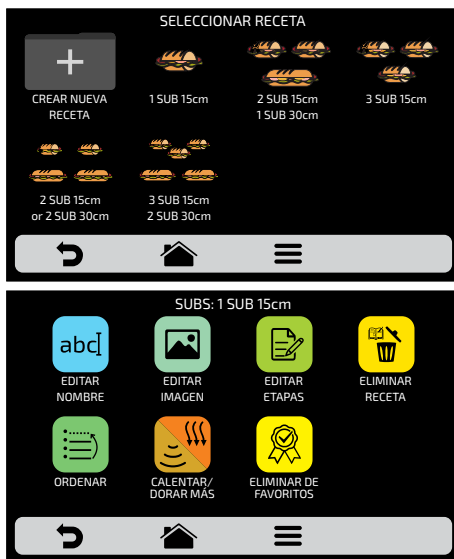 SELECCIONAR RECETA
CREAR NUEVA
RECETA
1 SUB 15cm
2 SUB 15cm
1 SUB 30cm
3 SUB 15cm
2 SUB 15cm
or 2 SUB 30cm
3 SUB 15cm
2 SUB 30cm
SUBS: 1 SUB 15cm
abc
EDITAR
NOMBRE
EDITAR
IMAGEN
EDITAR
ETAPAS
ELIMINAR
RECETA
ORDENAR
CALENTAR/
DORAR MÁS
ELIMINAR DE
FAVORITOS